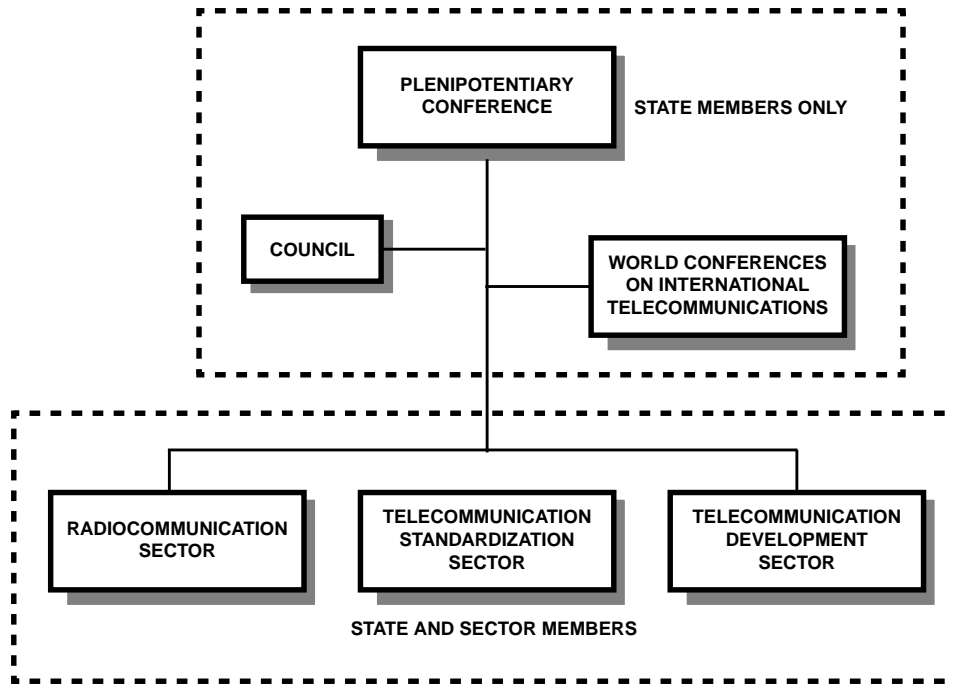 PLENIPOTENTIARY
CONFERENCE
STATE MEMBERS ONLY
COUNCIL
WORLD CONFERENCES
ON INTERNATIONAL
TELECOMMUNICATIONS
RADIOCOMMUNICATION
SECTOR
TELECOMMUNICATION
STANDARDIZATION
SECTOR
TELECOMMUNICATION
DEVELOPMENT
SECTOR
STATE AND SECTOR MEMBERS